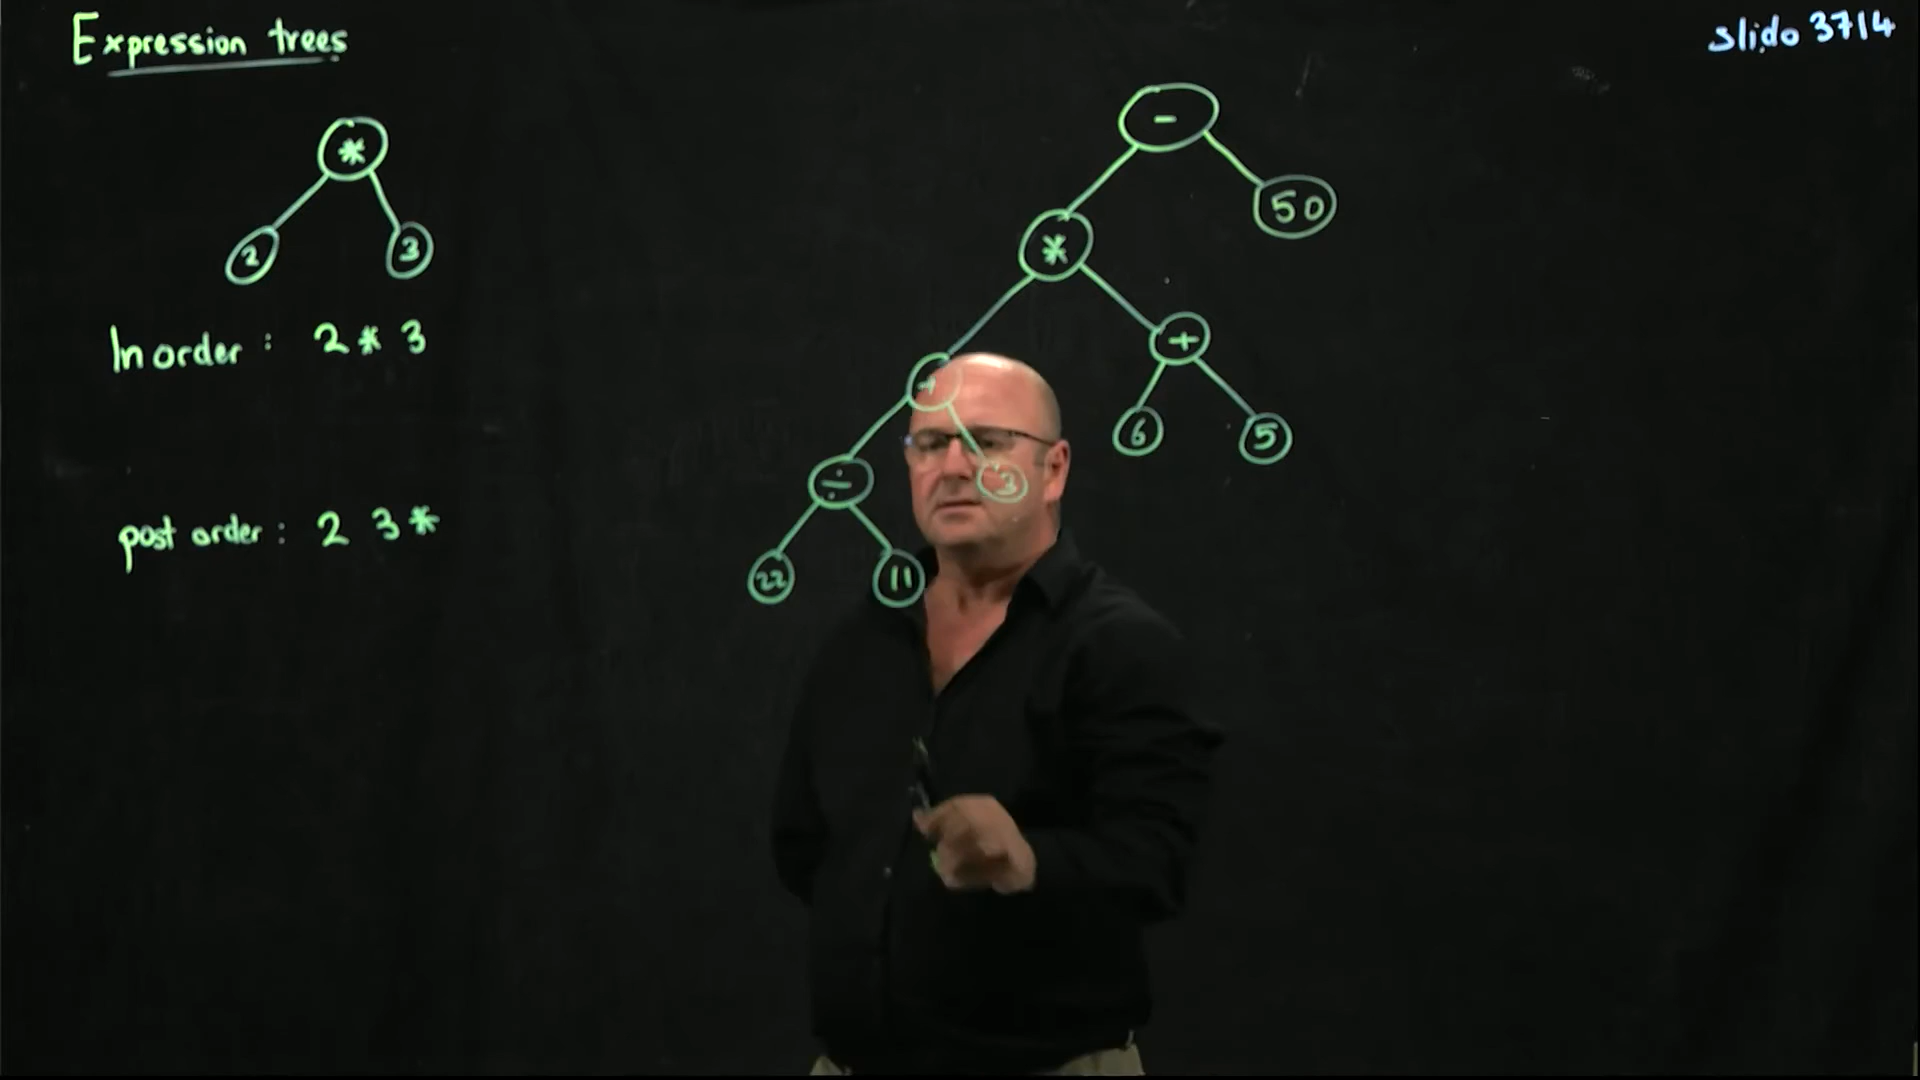 Expression trees
slido 3714
*
2 3
In order : 2 * 3
post order : 2 3 *
-
50
*
+
+
6 5
÷
3
22 11